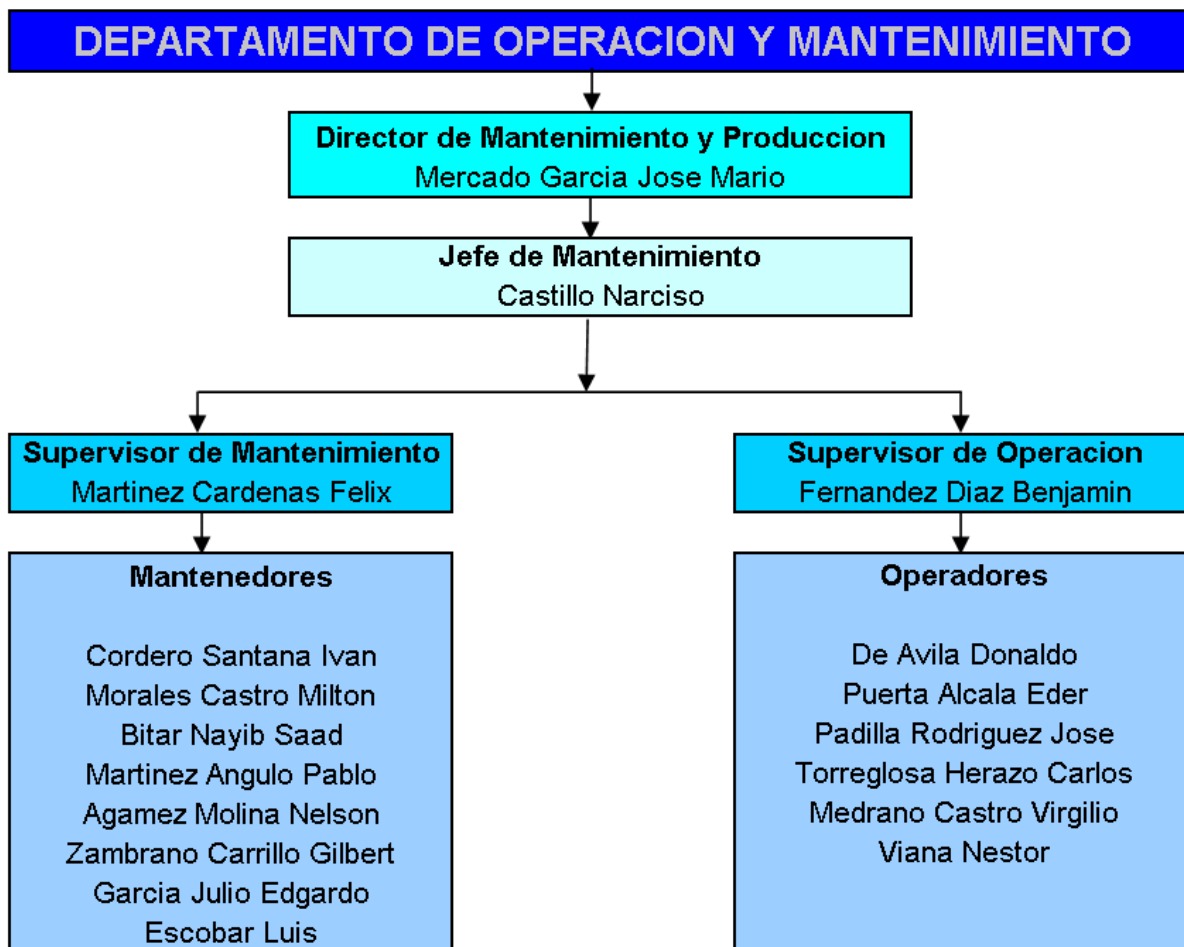 DEPARTAMENTO DE OPERACION Y MANTENIMIENTO
Director de Mantenimiento y Produccion
Mercado Garcia Jose Mario
Jefe de Mantenimiento
Castillo Narciso
Supervisor de Mantenimiento
Martinez Cardenas Felix
Supervisor de Operacion
Fernandez Diaz Benjamin
Mantenedores
Cordero Santana Ivan
Morales Castro Milton
Bitar Nayib Saad
Martinez Angulo Pablo
Agamez Molina Nelson
Zambrano Carrillo Gilbert
Garcia Julio Edgardo
Escobar Luis
Operadores
De Avila Donaldo
Puerta Alcala Eder
Padilla Rodriguez Jose
Torreglosa Herazo Carlos
Medrano Castro Virgilio
Viana Nestor